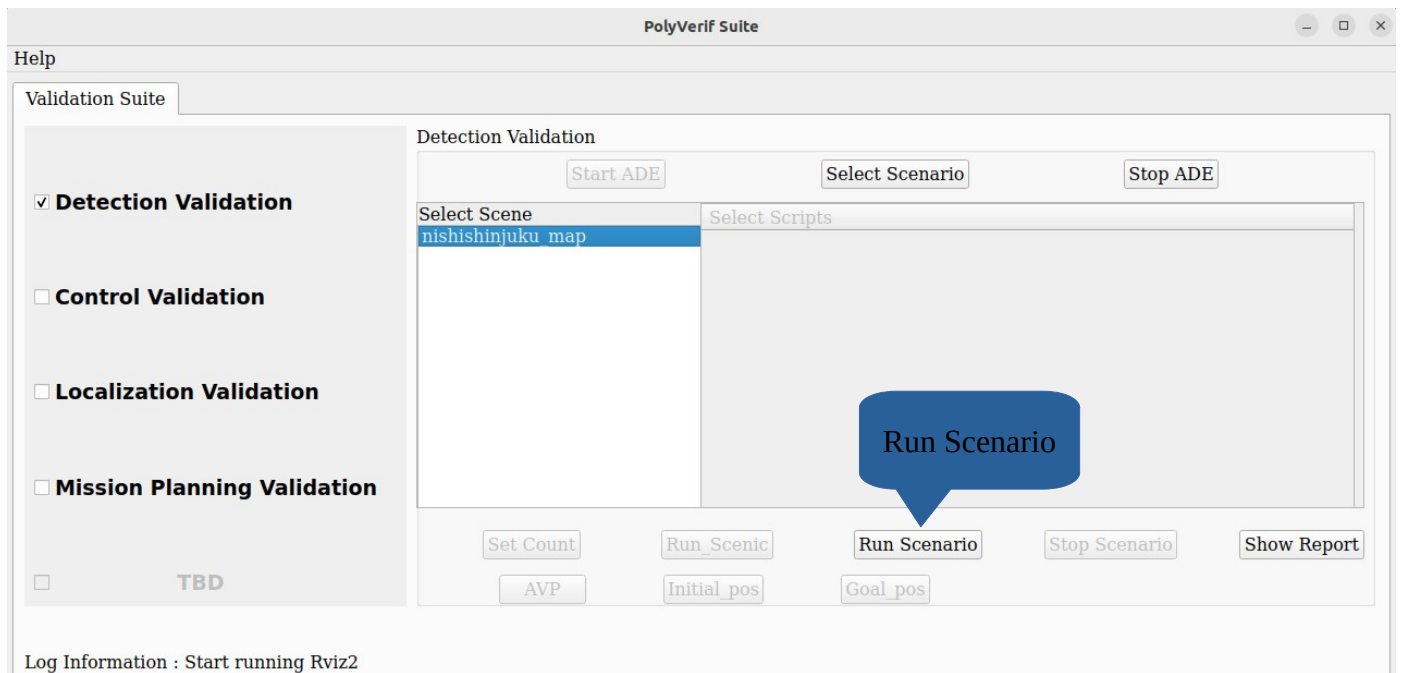 PolyVerif Suite
Help
Validation Suite
Detection Validation
Control Validation
Localization Validation
Mission Planning Validation
TBD
Detection Validation
Start ADE
Select Scenario
Stop ADE
Select Scene
Select Scripts
nishishinjuku_map
Run Scenario
Set Count
Run_Scenic
Run Scenario
Stop Scenario
Show Report
AVP
Initial_pos
Goal_pos
Log Information : Start running Rviz2